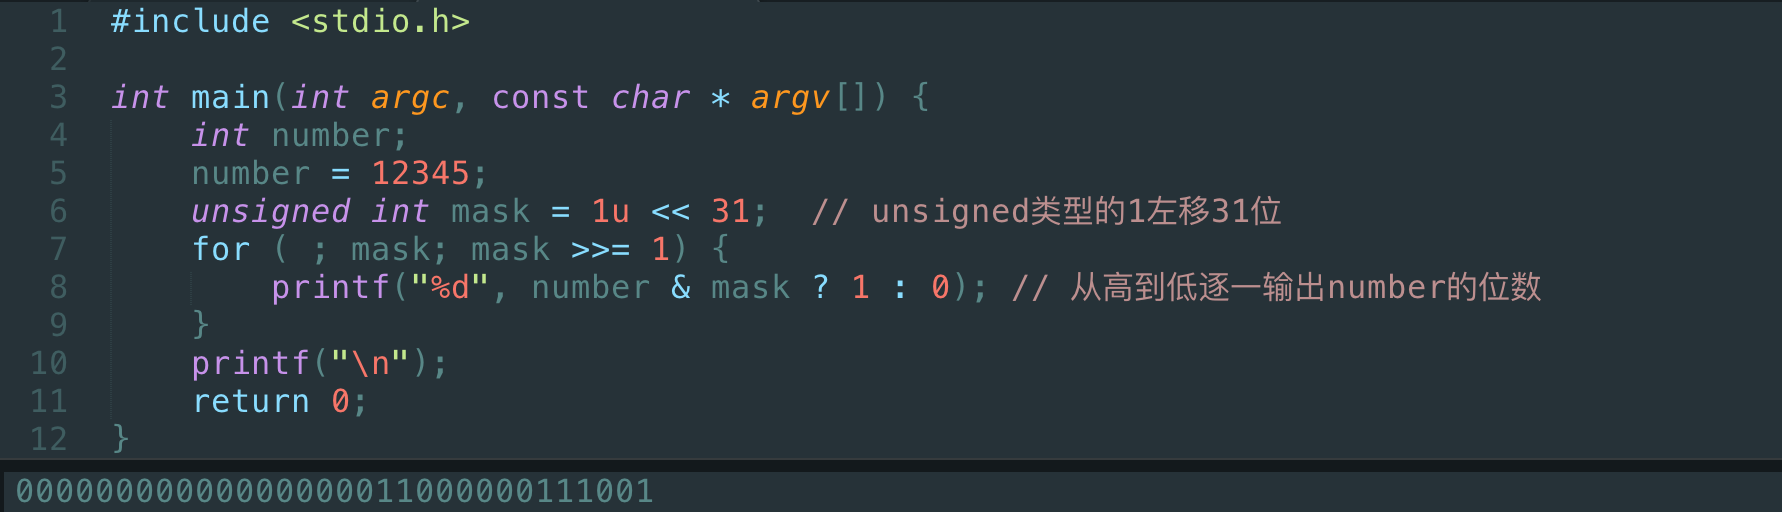 1 #include <stdio.h>
2
3 int main(int argc, const char * argv[]) {
4 int number;
5 number = 12345;
6 unsigned int mask = 1u << 31; // unsigned类型的1左移31位
7 for ( ; mask; mask >>= 1) {
8 printf("%d", number & mask ? 1 : 0); // 从高到低逐一输出number的位数
9 }
10 printf("\n");
11 return 0;
12 }
00000000000000000011000000111001